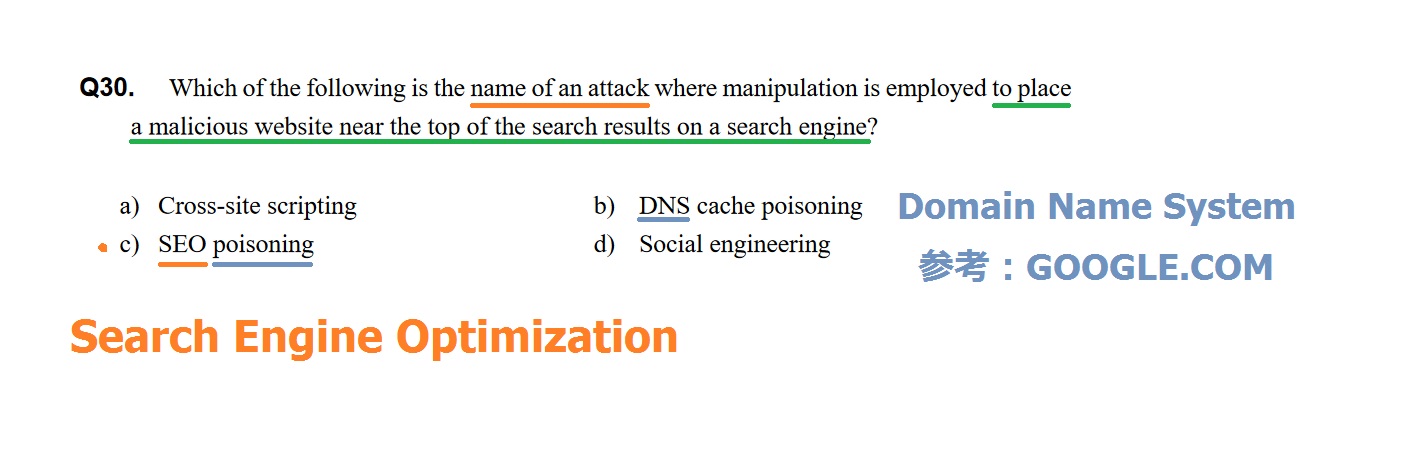 Q30. Which of the following is the name of an attack where manipulation is employed to place
a malicious website near the top of the search results on a search engine?
a) Cross-site scripting
b) DNS cache poisoning
Domain Name System
c) SEO poisoning
d) Social engineering
参考：GOOGLE.COM
Search Engine Optimization